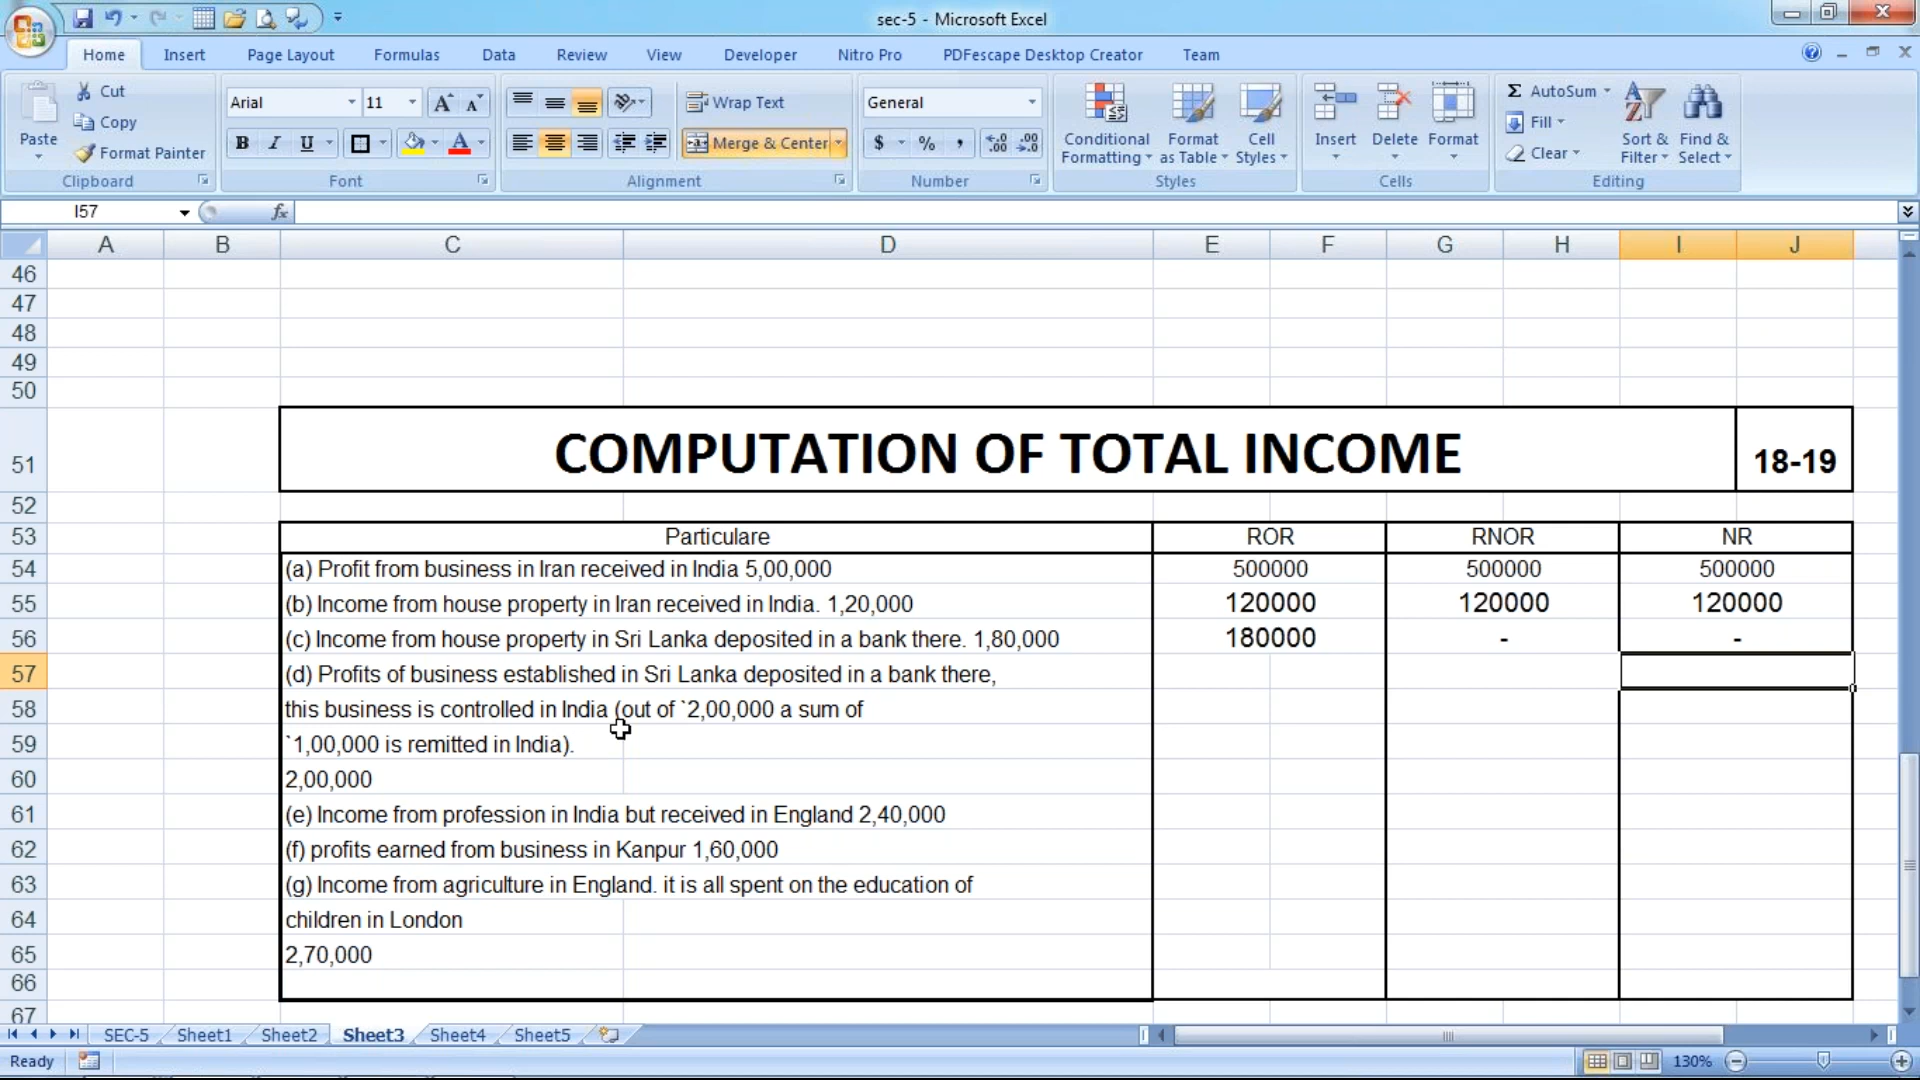 sec-5 - Microsoft Excel
Home Insert Page Layout Formulas Data Review View Developer Nitro Pro PDFescape Desktop Creator Team
Paste
Cut
Copy
Format Painter
Clipboard
Arial 11
B I U
Font
Wrap Text
Merge & Center
Alignment
General
$ % ,
Number
Conditional Formatting
Format as Table
Cell Styles
Styles
Insert Delete Format
Cells
Σ AutoSum
Fill
Clear
Sort & Filter
Find & Select
Editing
I57 fx
A B C D E F G H I J
46
47
48
49
50
51 COMPUTATION OF TOTAL INCOME 18-19
52
53 Particulare ROR RNOR NR
54 (a) Profit from business in Iran received in India 5,00,000 500000 500000 500000
55 (b) Income from house property in Iran received in India. 1,20,000 120000 120000 120000
56 (c) Income from house property in Sri Lanka deposited in a bank there. 1,80,000 180000 - -
57 (d) Profits of business established in Sri Lanka deposited in a bank there,
58 this business is controlled in India (out of `2,00,000 a sum of
59 `1,00,000 is remitted in India).
60 2,00,000
61 (e) Income from profession in India but received in England 2,40,000
62 (f) profits earned from business in Kanpur 1,60,000
63 (g) Income from agriculture in England. it is all spent on the education of
64 children in London
65 2,70,000
66
67
SEC-5 Sheet1 Sheet2 Sheet3 Sheet4 Sheet5
Ready 130%